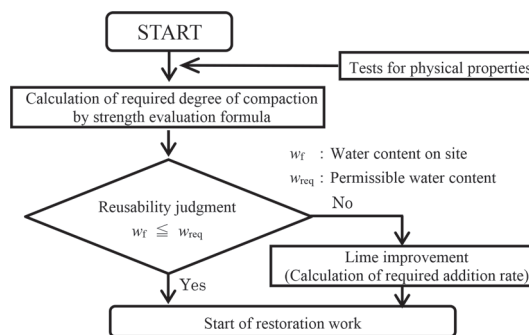 START
Tests for physical properties
Calculation of required degree of compaction
by strength evaluation formula
wf : Water content on site
wreq : Permissible water content
Reusability judgment
wf ≦ wreq
No
Lime improvement
(Calculation of required addition rate)
Yes
Start of restoration work